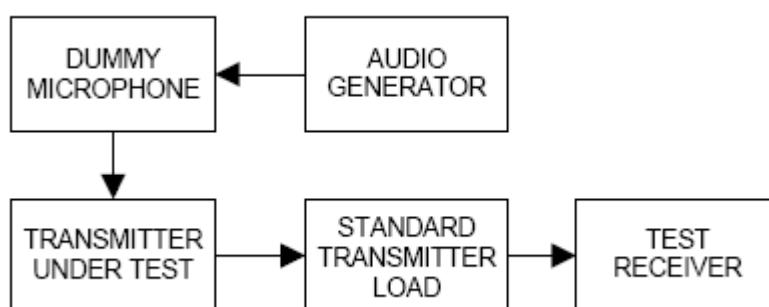 DUMMY
MICROPHONE
AUDIO
GENERATOR
TRANSMITTER
UNDER TEST
STANDARD
TRANSMITTER
LOAD
TEST
RECEIVER